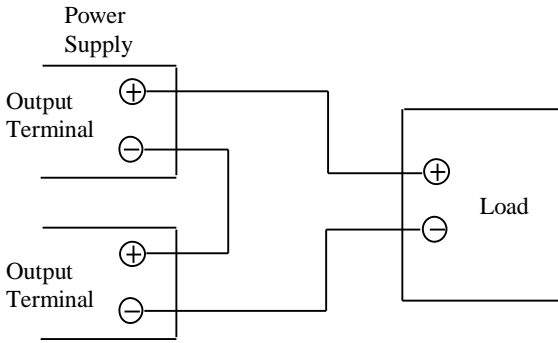 Power
Supply
Output
Terminal
+
−
Load
+
−
Output
Terminal
+
−